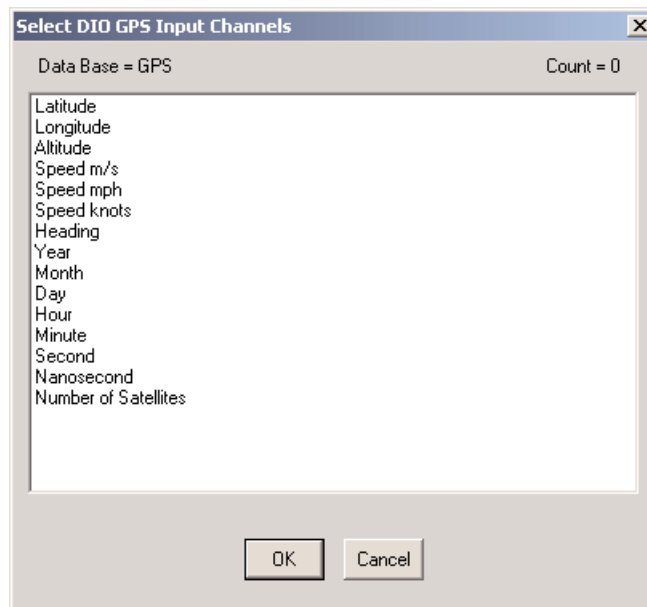 Select DIO GPS Input Channels
Data Base = GPS Count = 0
Latitude
Longitude
Altitude
Speed m/s
Speed mph
Speed knots
Heading
Year
Month
Day
Hour
Minute
Second
Nanosecond
Number of Satellites
OK Cancel